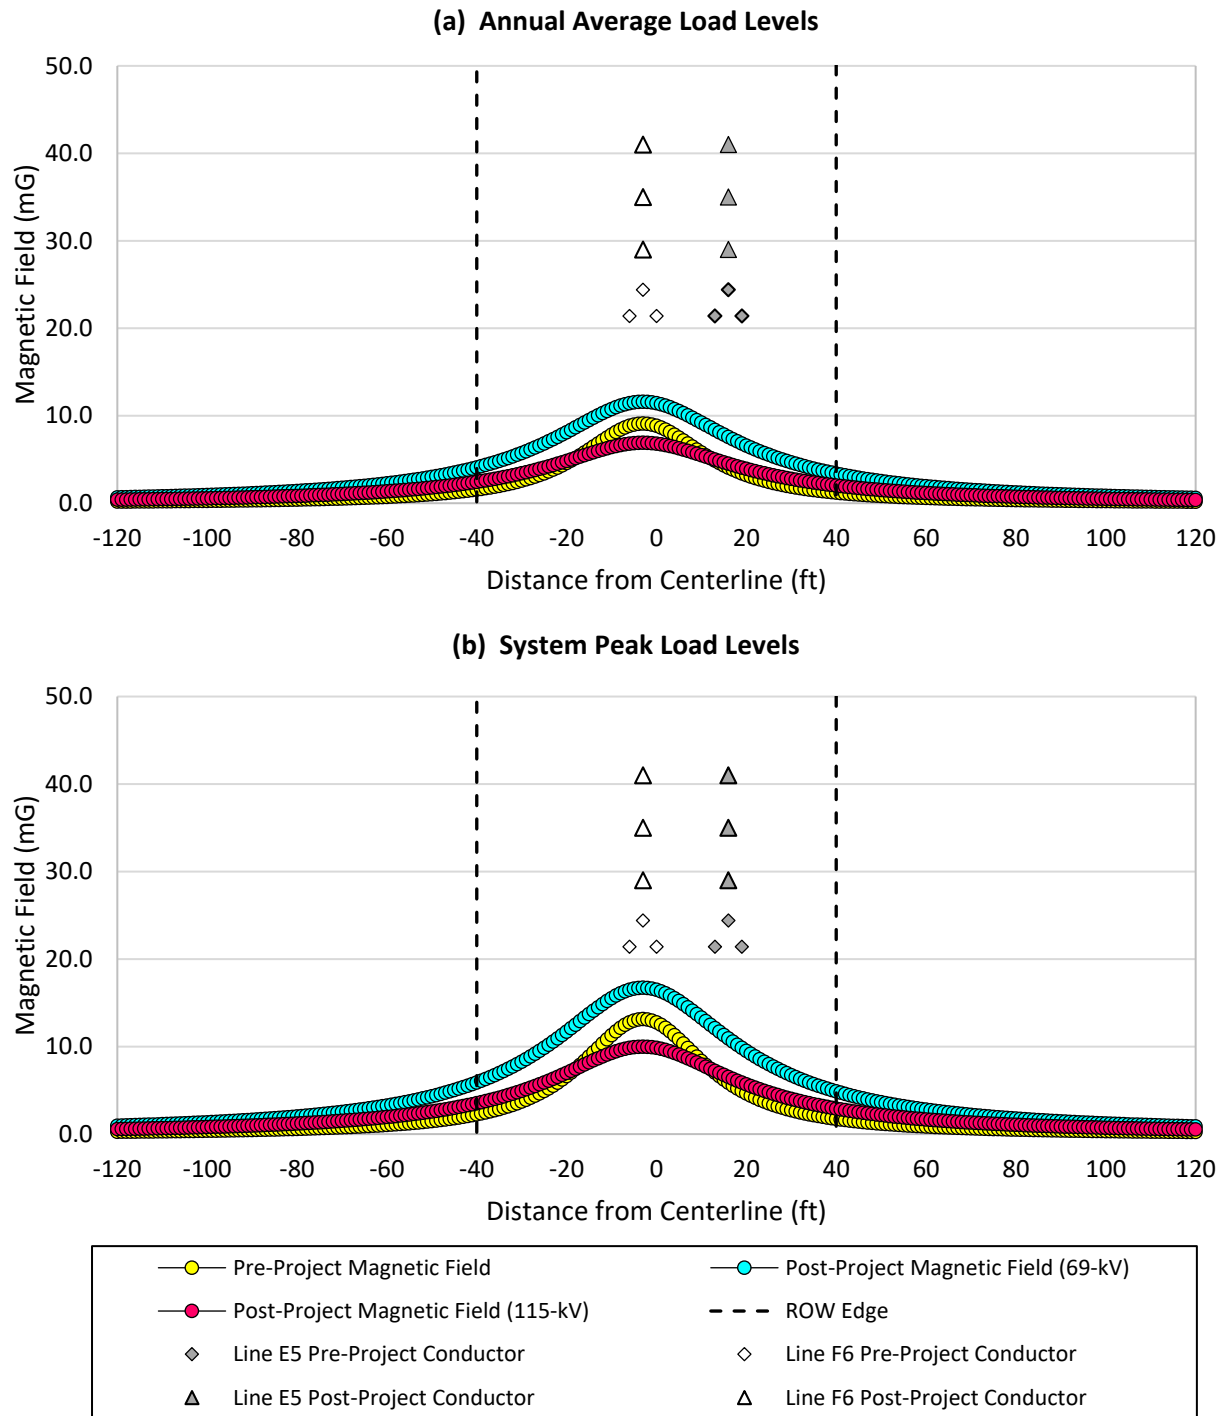 (a)  Annual Average Load Levels
50.0
40.0
30.0
20.0
10.0
0.0
Magnetic Field (mG)
-120 -100 -80 -60 -40 -20 0 20 40 60 80 100 120
Distance from Centerline (ft)
(b)  System Peak Load Levels
50.0
40.0
30.0
20.0
10.0
0.0
Magnetic Field (mG)
-120 -100 -80 -60 -40 -20 0 20 40 60 80 100 120
Distance from Centerline (ft)
Pre-Project Magnetic Field
Post-Project Magnetic Field (69-kV)
Post-Project Magnetic Field (115-kV)
ROW Edge
Line E5 Pre-Project Conductor
Line F6 Pre-Project Conductor
Line E5 Post-Project Conductor
Line F6 Post-Project Conductor